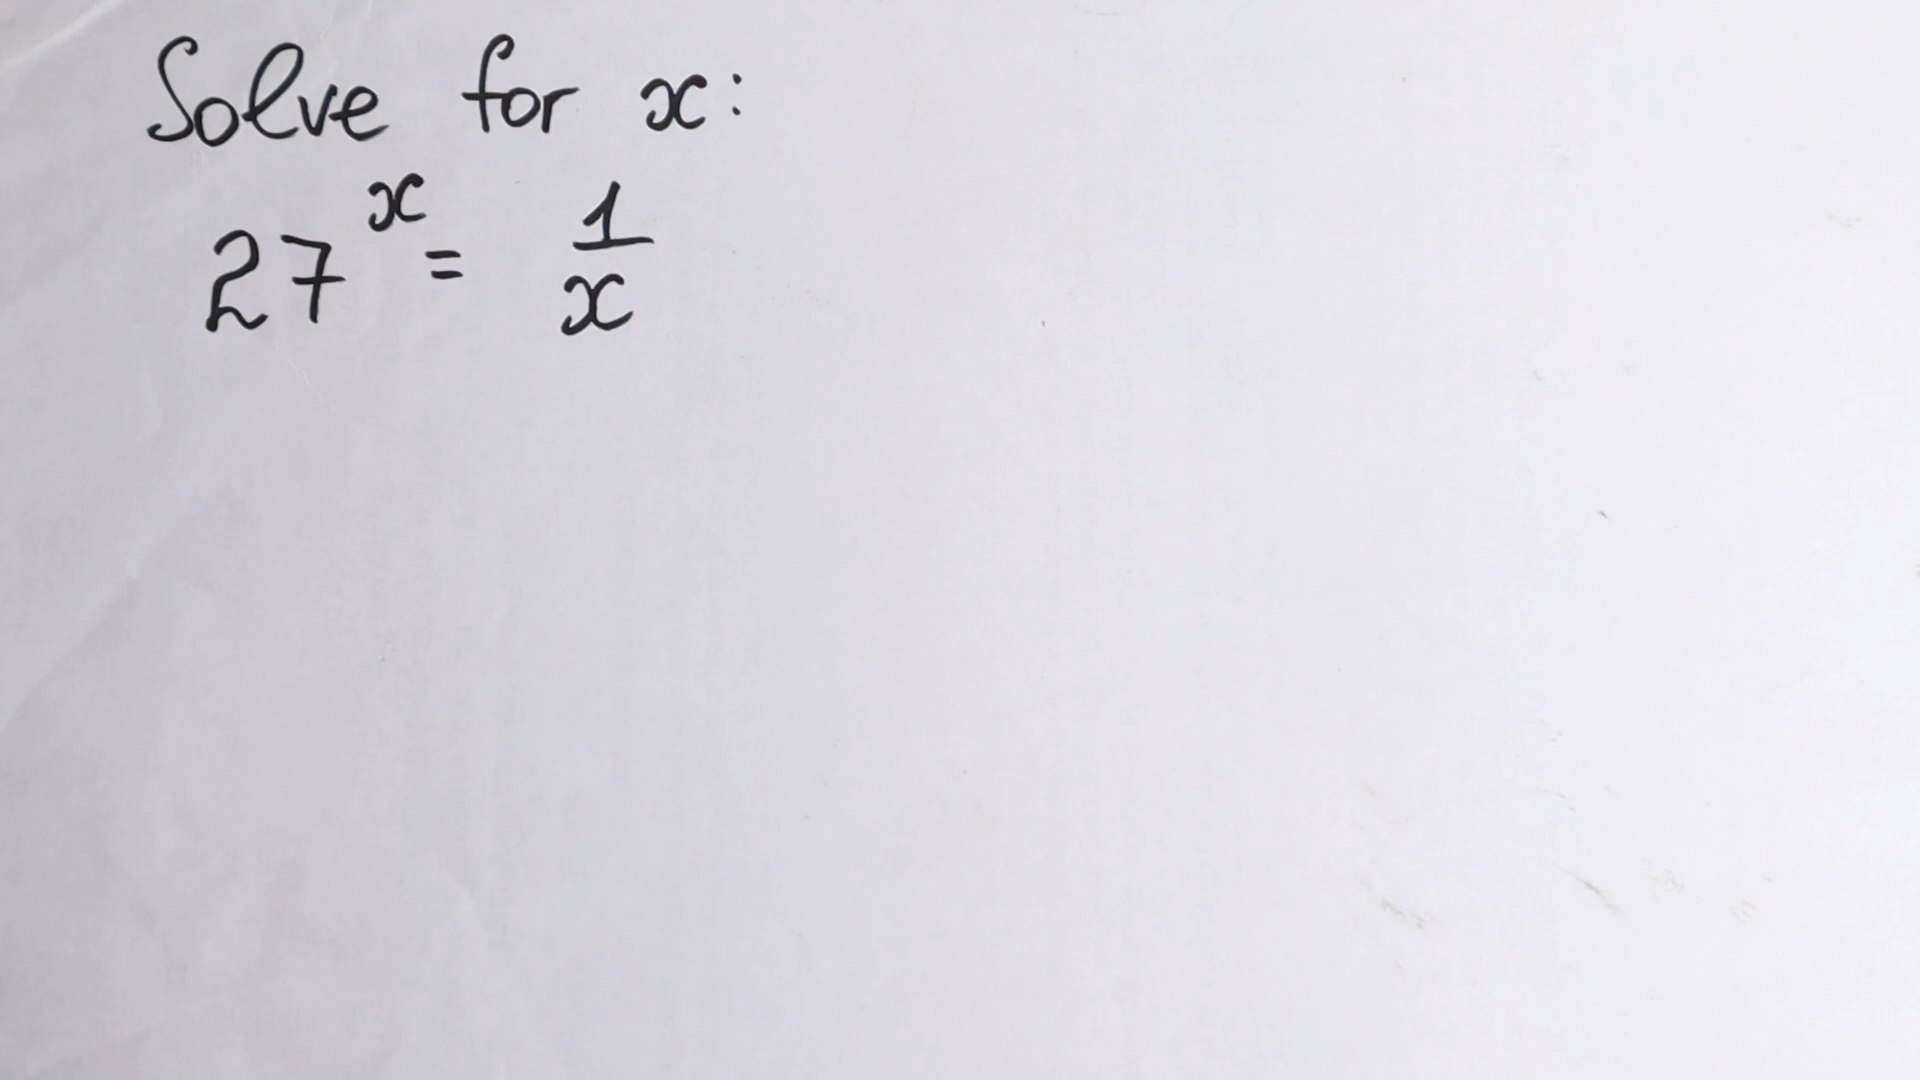 Solve for x:
27^x = 1/x